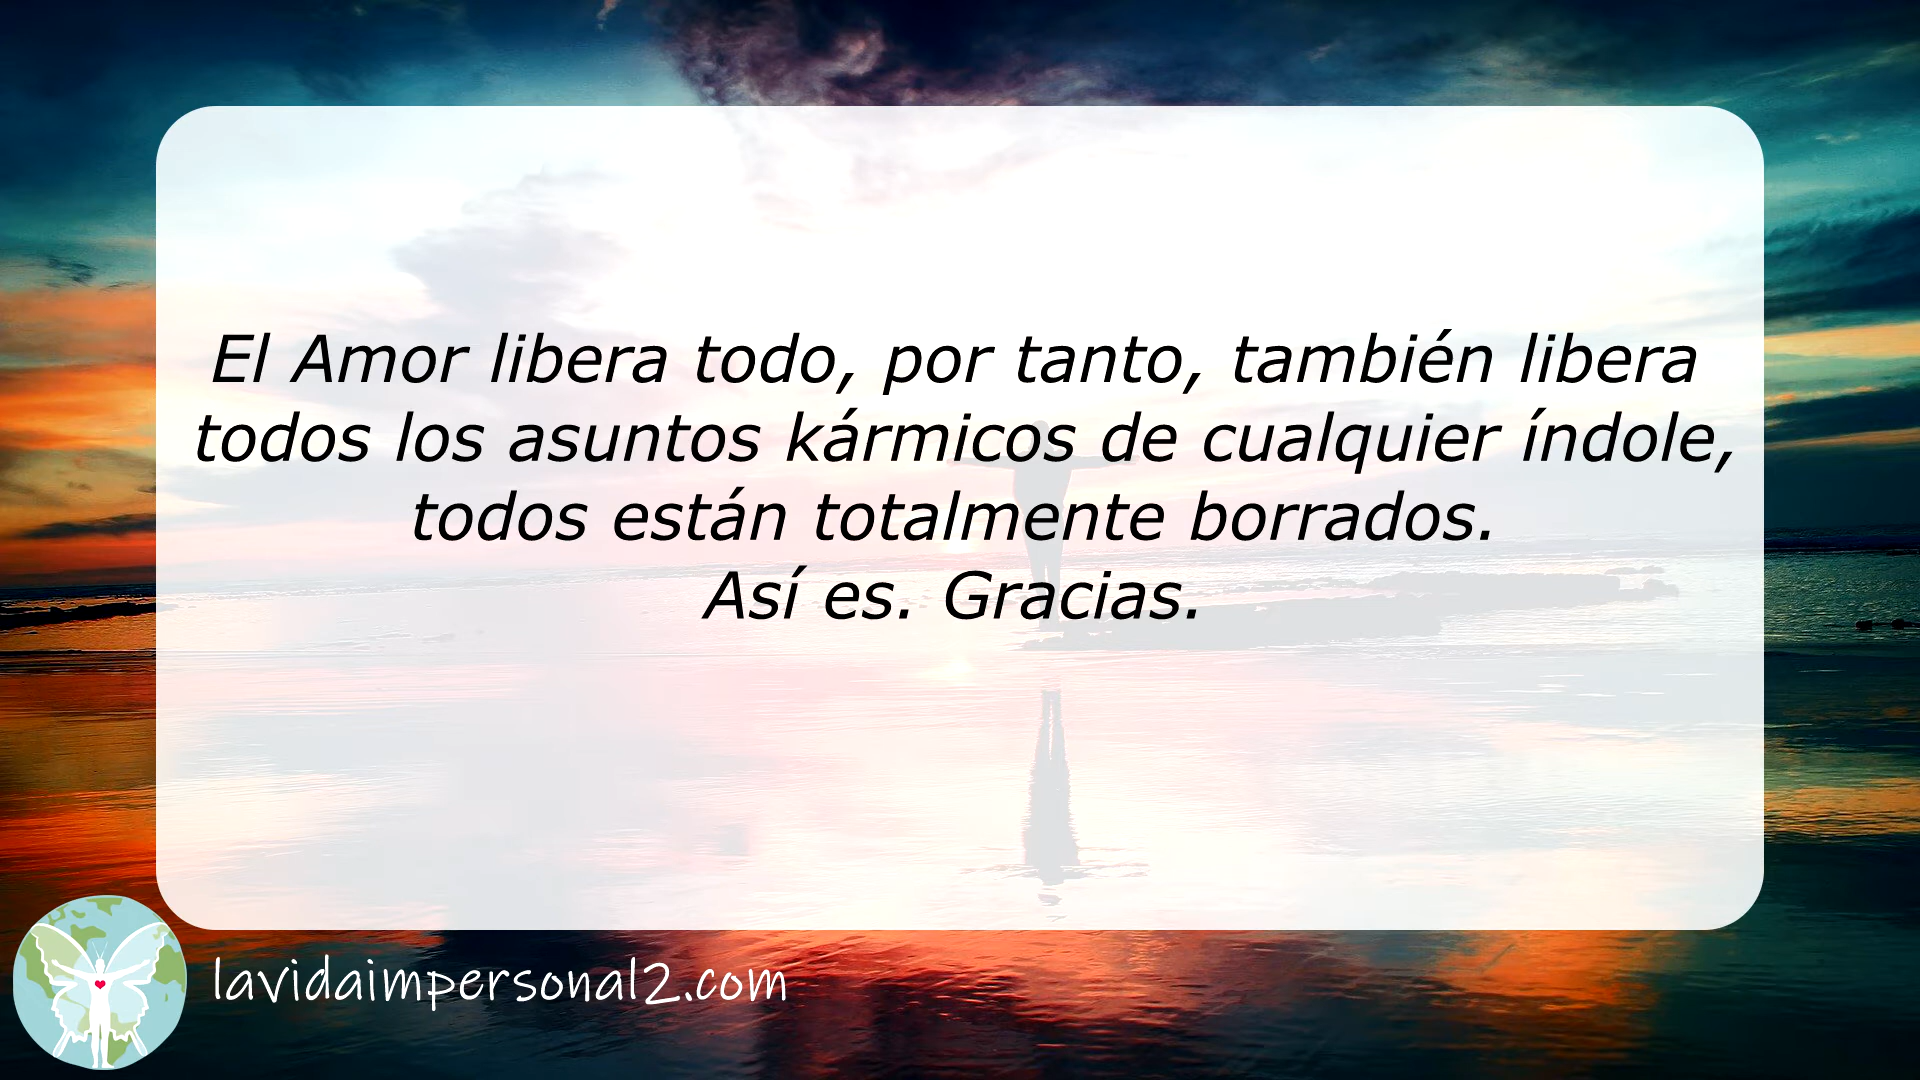 El Amor libera todo, por tanto, también libera
todos los asuntos kármicos de cualquier índole,
todos están totalmente borrados.
Así es. Gracias.
lavidaimpersonal2.com